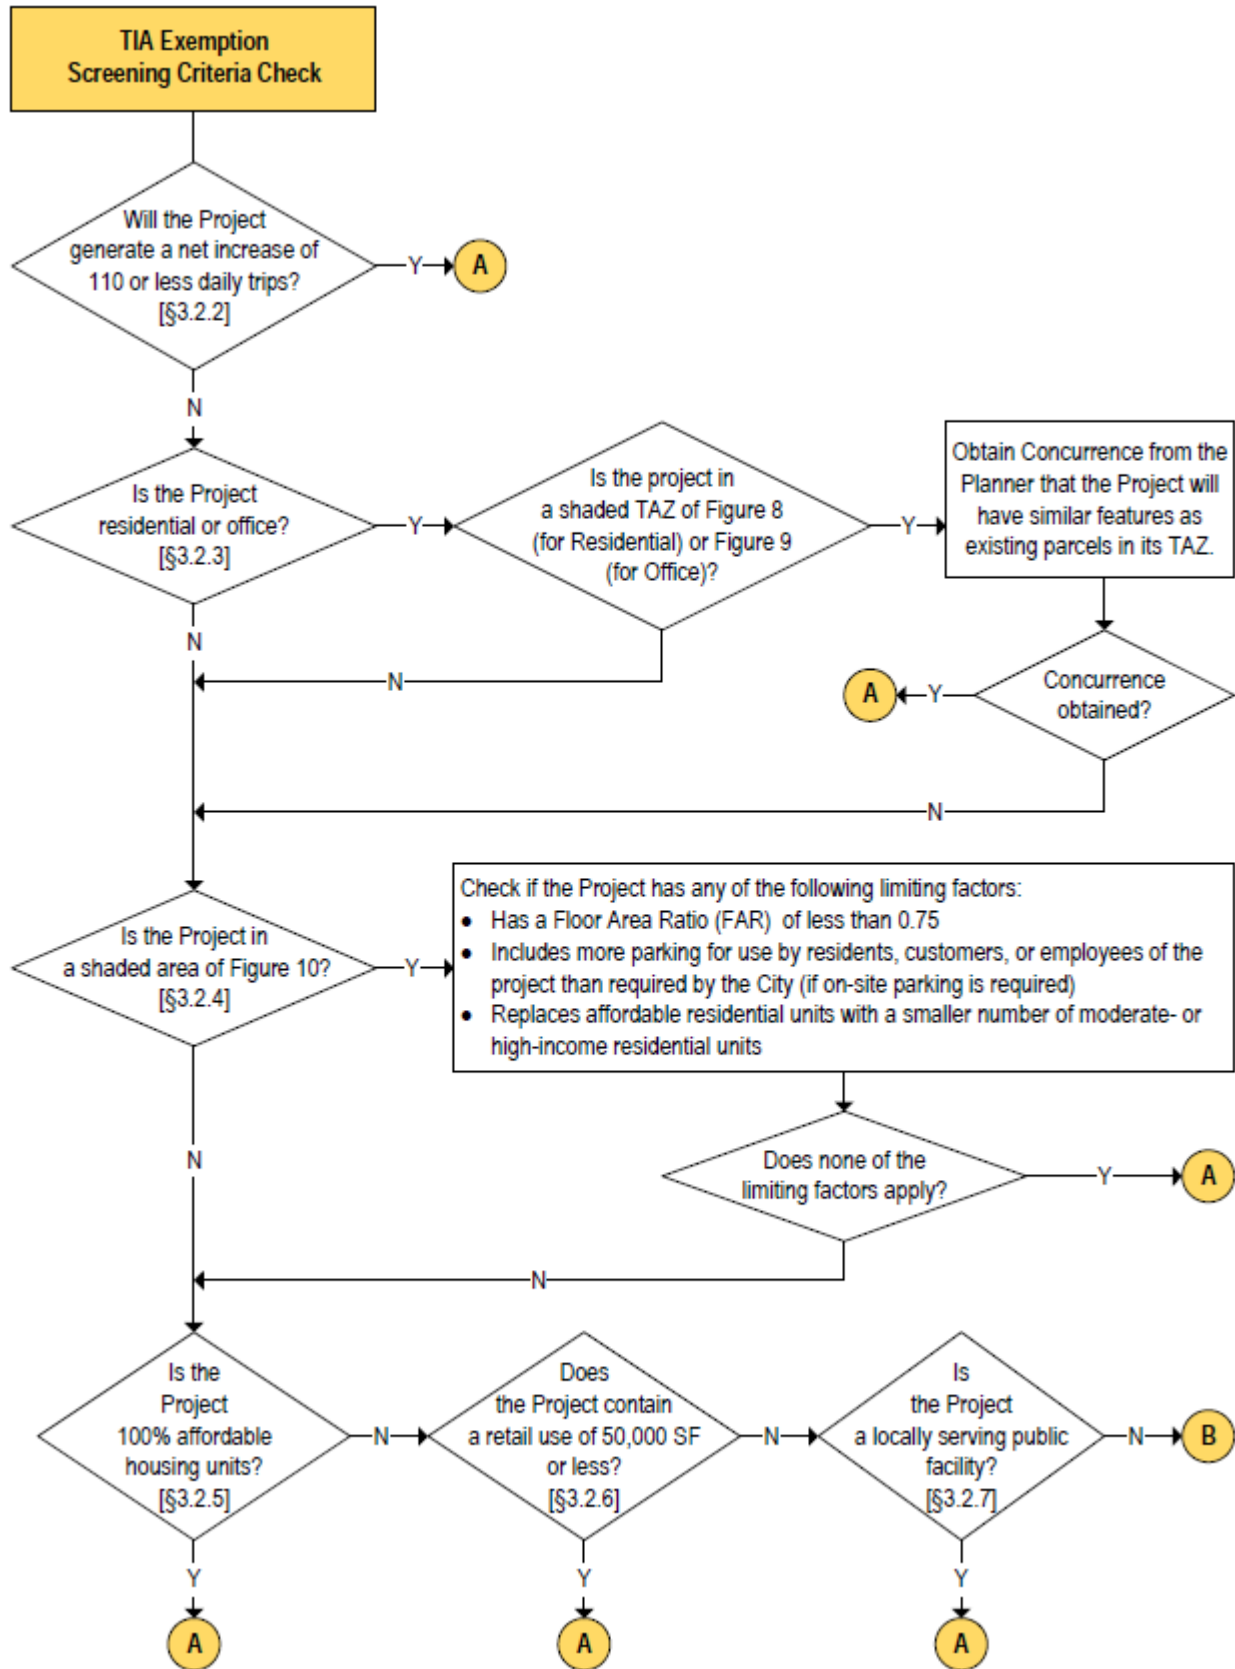 TIA Exemption
Screening Criteria Check
Will the Project
generate a net increase of
110 or less daily trips?
[§3.2.2]
Y
A
N
Is the Project
residential or office?
[§3.2.3]
Y
Is the project in
a shaded TAZ of Figure 8
(for Residential) or Figure 9
(for Office)?
Y
Obtain Concurrence from the
Planner that the Project will
have similar features as
existing parcels in its TAZ.
N
N
A
Y
Concurrence
obtained?
N
Is the Project in
a shaded area of Figure 10?
[§3.2.4]
Y
Check if the Project has any of the following limiting factors:
● Has a Floor Area Ratio (FAR) of less than 0.75
● Includes more parking for use by residents, customers, or employees of the
project than required by the City (if on-site parking is required)
● Replaces affordable residential units with a smaller number of moderate- or
high-income residential units
N
Does none of the
limiting factors apply?
Y
A
N
Is the
Project
100% affordable
housing units?
[§3.2.5]
N
Does
the Project contain
a retail use of 50,000 SF
or less?
[§3.2.6]
N
Is
the Project
a locally serving public
facility?
[§3.2.7]
N
B
Y
Y
Y
A
A
A